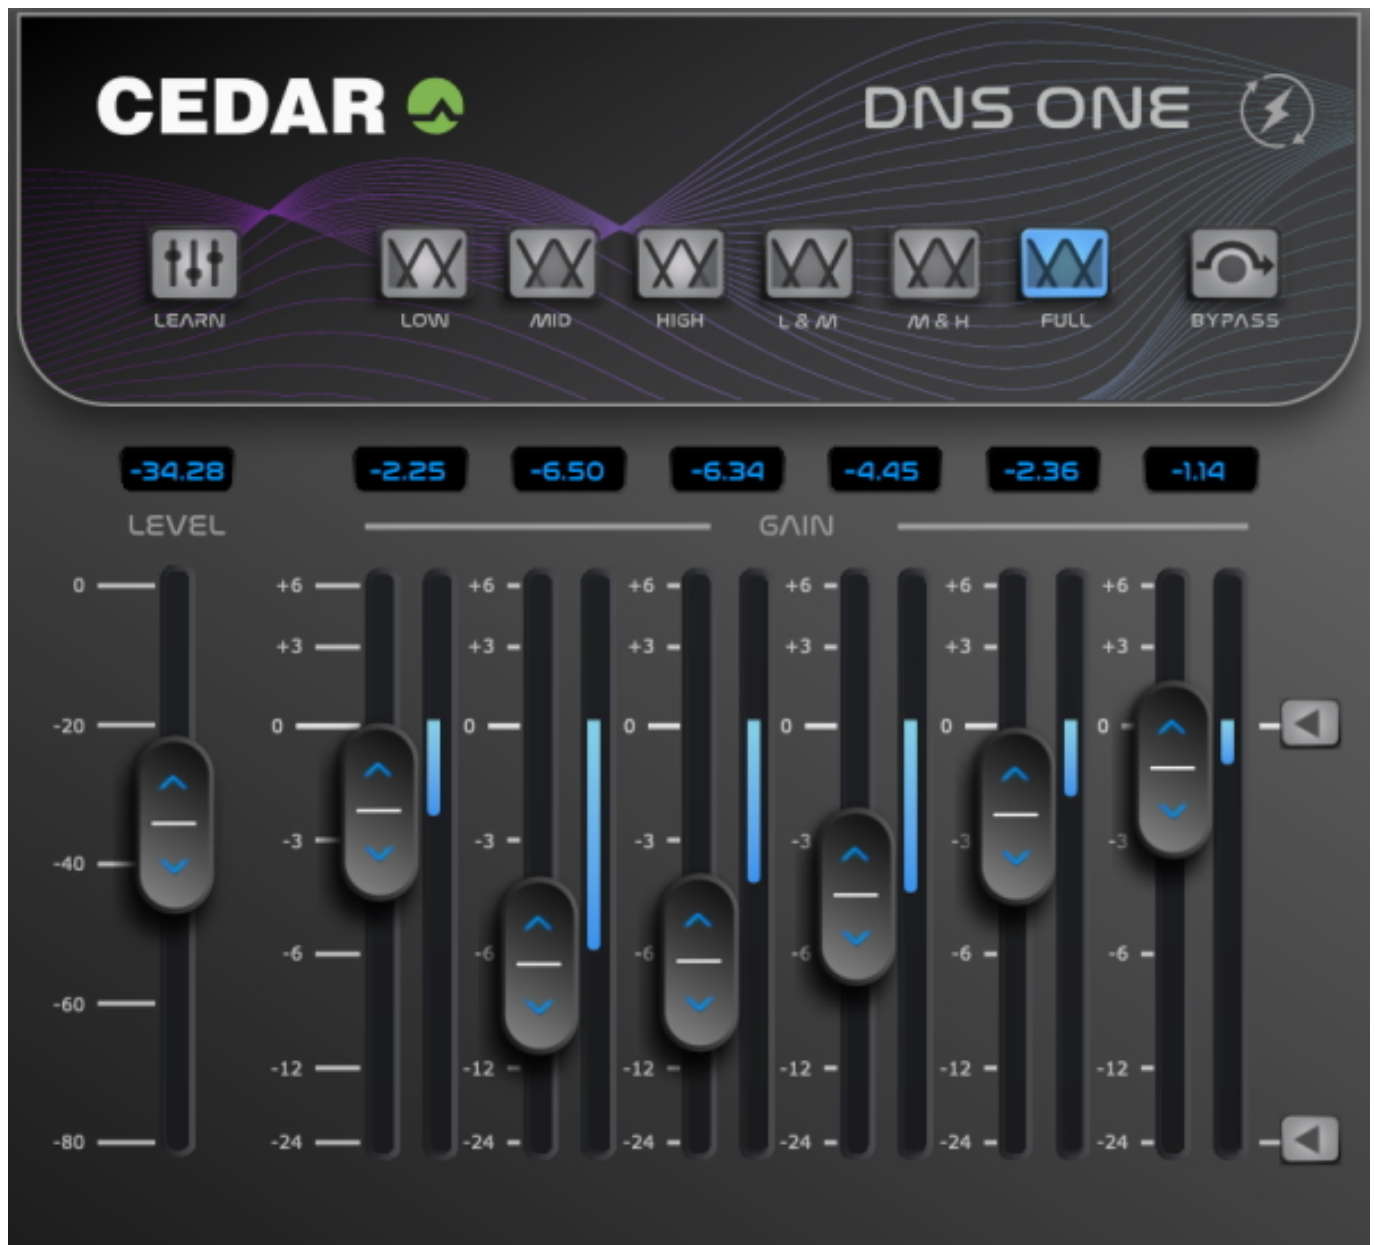 CEDAR DNS ONE
LEARN LOW MID HIGH L & M M & H FULL BYPASS
-34.28 -2.25 -6.50 -6.34 -4.45 -2.36 -1.14
LEVEL GAIN
0 +6 +6 +6 +6 +6 +6
+3 +3 +3 +3 +3 +3
-20 0 0 0 0 0 0
-3 -3 -3 -3 -3 -3
-40
-6 -6 -6 -6 -6 -6
-60
-12 -12 -12 -12 -12 -12
-80 -24 -24 -24 -24 -24 -24